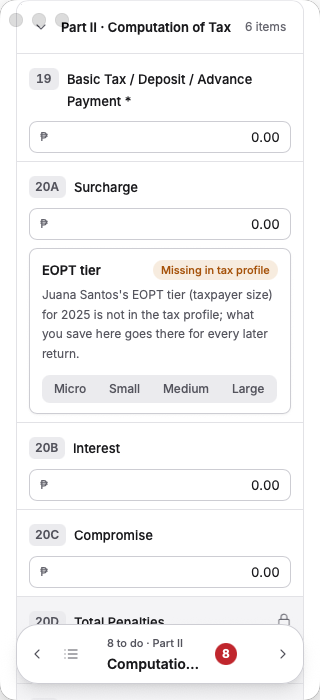 Part II · Computation of Tax 6 items
19 Basic Tax / Deposit / Advance
Payment *
₱ 0.00
20A Surcharge
₱ 0.00
EOPT tier Missing in tax profile
Juana Santos's EOPT tier (taxpayer size)
for 2025 is not in the tax profile; what
you save here goes there for every later
return.
Micro Small Medium Large
20B Interest
₱ 0.00
20C Compromise
₱ 0.00
20D Total Penalties
8 to do · Part II
Computatio... 8